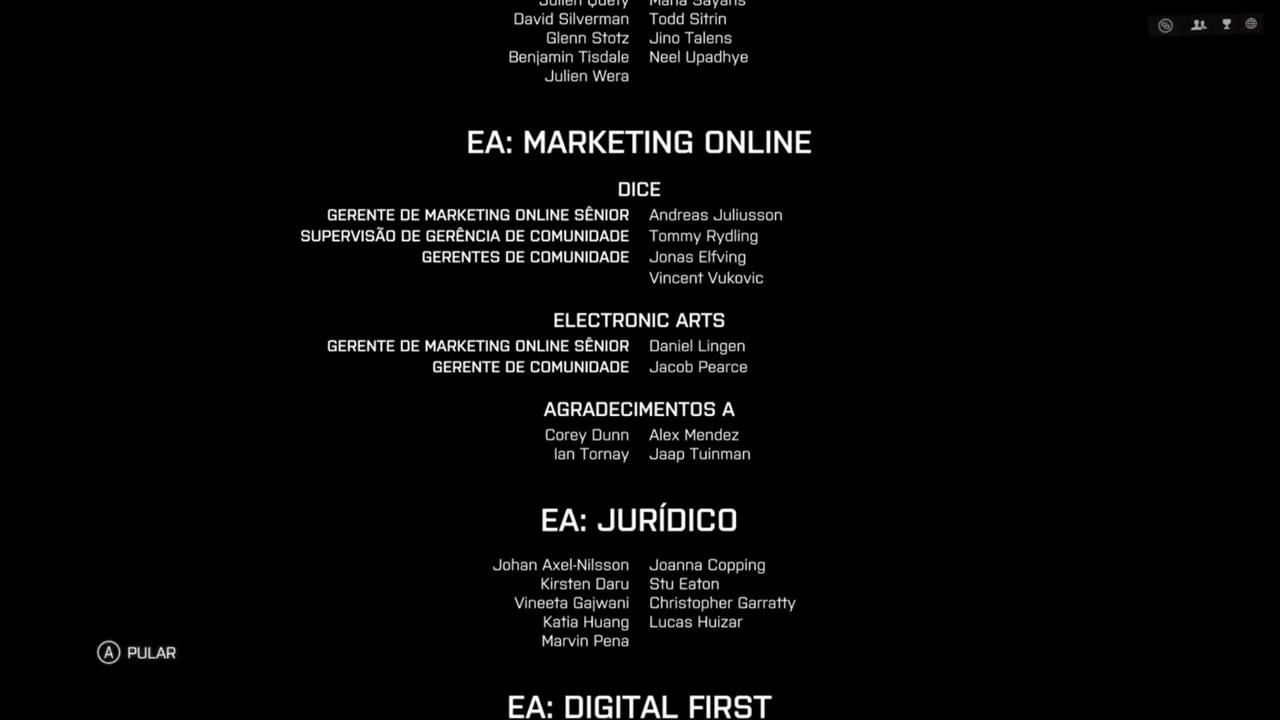 Julien Quely Maria Sayans
David Silverman Todd Sitrin
Glenn Stotz Jino Talens
Benjamin Tisdale Neel Upadhye
Julien Wera
EA: MARKETING ONLINE
DICE
GERENTE DE MARKETING ONLINE SÊNIOR Andreas Juliusson
SUPERVISÃO DE GERÊNCIA DE COMUNIDADE Tommy Rydling
GERENTES DE COMUNIDADE Jonas Elfving
Vincent Vukovic
ELECTRONIC ARTS
GERENTE DE MARKETING ONLINE SÊNIOR Daniel Lingen
GERENTE DE COMUNIDADE Jacob Pearce
AGRADECIMENTOS A
Corey Dunn Alex Mendez
Ian Tornay Jaap Tuinman
EA: JURÍDICO
Johan Axel-Nilsson Joanna Copping
Kirsten Daru Stu Eaton
Vineeta Gajwani Christopher Garratty
Katia Huang Lucas Huizar
Marvin Pena
A PULAR
EA: DIGITAL FIRST